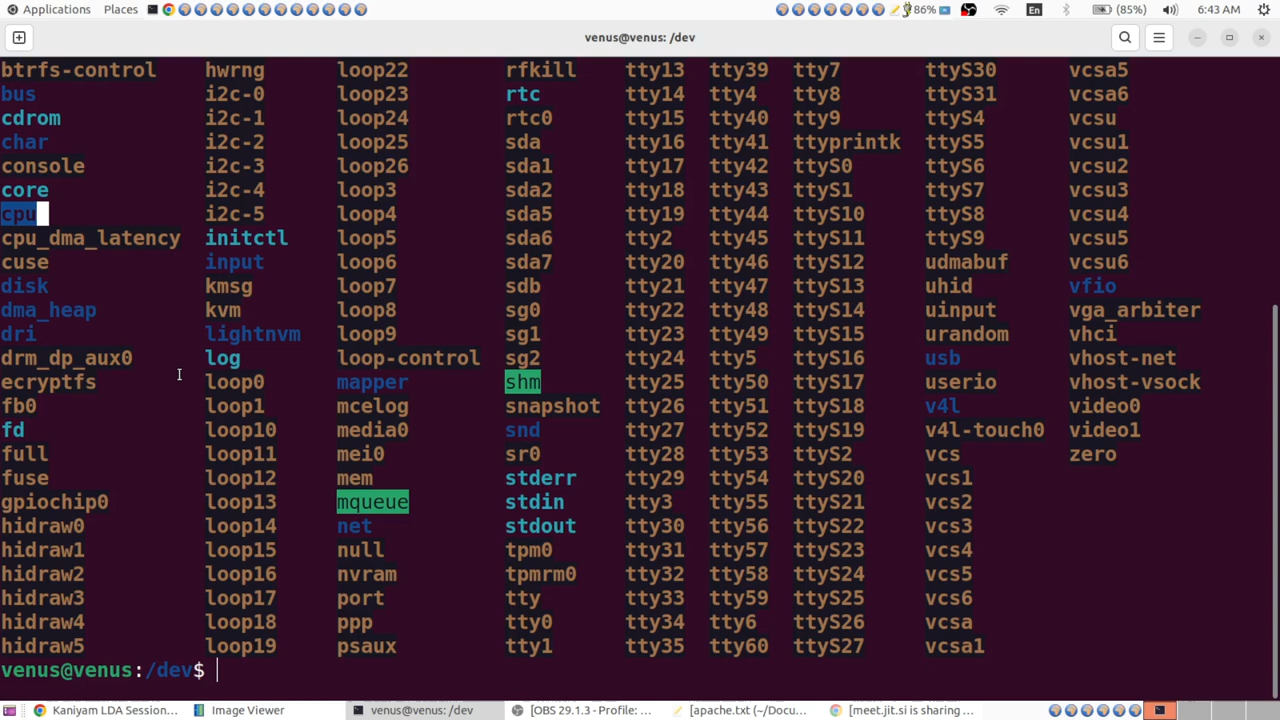 Applications Places 86% En (85%) 6:43 AM
venus@venus: /dev
btrfs-control hwrng loop22 rfkill tty13 tty39 tty7 ttyS30 vcsa5
bus i2c-0 loop23 rtc tty14 tty4 tty8 ttyS31 vcsa6
cdrom i2c-1 loop24 rtc0 tty15 tty40 tty9 ttyS4 vcsu
char i2c-2 loop25 sda tty16 tty41 ttyprintk ttyS5 vcsu1
console i2c-3 loop26 sda1 tty17 tty42 ttyS0 ttyS6 vcsu2
core i2c-4 loop3 sda2 tty18 tty43 ttyS1 ttyS7 vcsu3
cpu i2c-5 loop4 sda5 tty19 tty44 ttyS10 ttyS8 vcsu4
cpu_dma_latency initctl loop5 sda6 tty2 tty45 ttyS11 ttyS9 vcsu5
cuse input loop6 sda7 tty20 tty46 ttyS12 udmabuf vcsu6
disk kmsg loop7 sdb tty21 tty47 ttyS13 uhid vfio
dma_heap kvm loop8 sg0 tty22 tty48 ttyS14 uinput vga_arbiter
dri lightnvm loop9 sg1 tty23 tty49 ttyS15 urandom vhci
drm_dp_aux0 log loop-control sg2 tty24 tty5 ttyS16 usb vhost-net
ecryptfs loop0 mapper shm tty25 tty50 ttyS17 userio vhost-vsock
fb0 loop1 mcelog snapshot tty26 tty51 ttyS18 v4l video0
fd loop10 media0 snd tty27 tty52 ttyS19 v4l-touch0 video1
full loop11 mei0 sr0 tty28 tty53 ttyS2 vcs zero
fuse loop12 mem stderr tty29 tty54 ttyS20 vcs1
gpiochip0 loop13 mqueue stdin tty3 tty55 ttyS21 vcs2
hidraw0 loop14 net stdout tty30 tty56 ttyS22 vcs3
hidraw1 loop15 null tpm0 tty31 tty57 ttyS23 vcs4
hidraw2 loop16 nvram tpmrm0 tty32 tty58 ttyS24 vcs5
hidraw3 loop17 port tty tty33 tty59 ttyS25 vcs6
hidraw4 loop18 ppp tty0 tty34 tty6 ttyS26 vcsa
hidraw5 loop19 psaux tty1 tty35 tty60 ttyS27 vcsa1
venus@venus:/dev$
Kaniyam LDA Session... Image Viewer venus@venus: /dev [OBS 29.1.3 - Profile: ... [apache.txt (~/Docu... [meet.jit.si is sharing ...